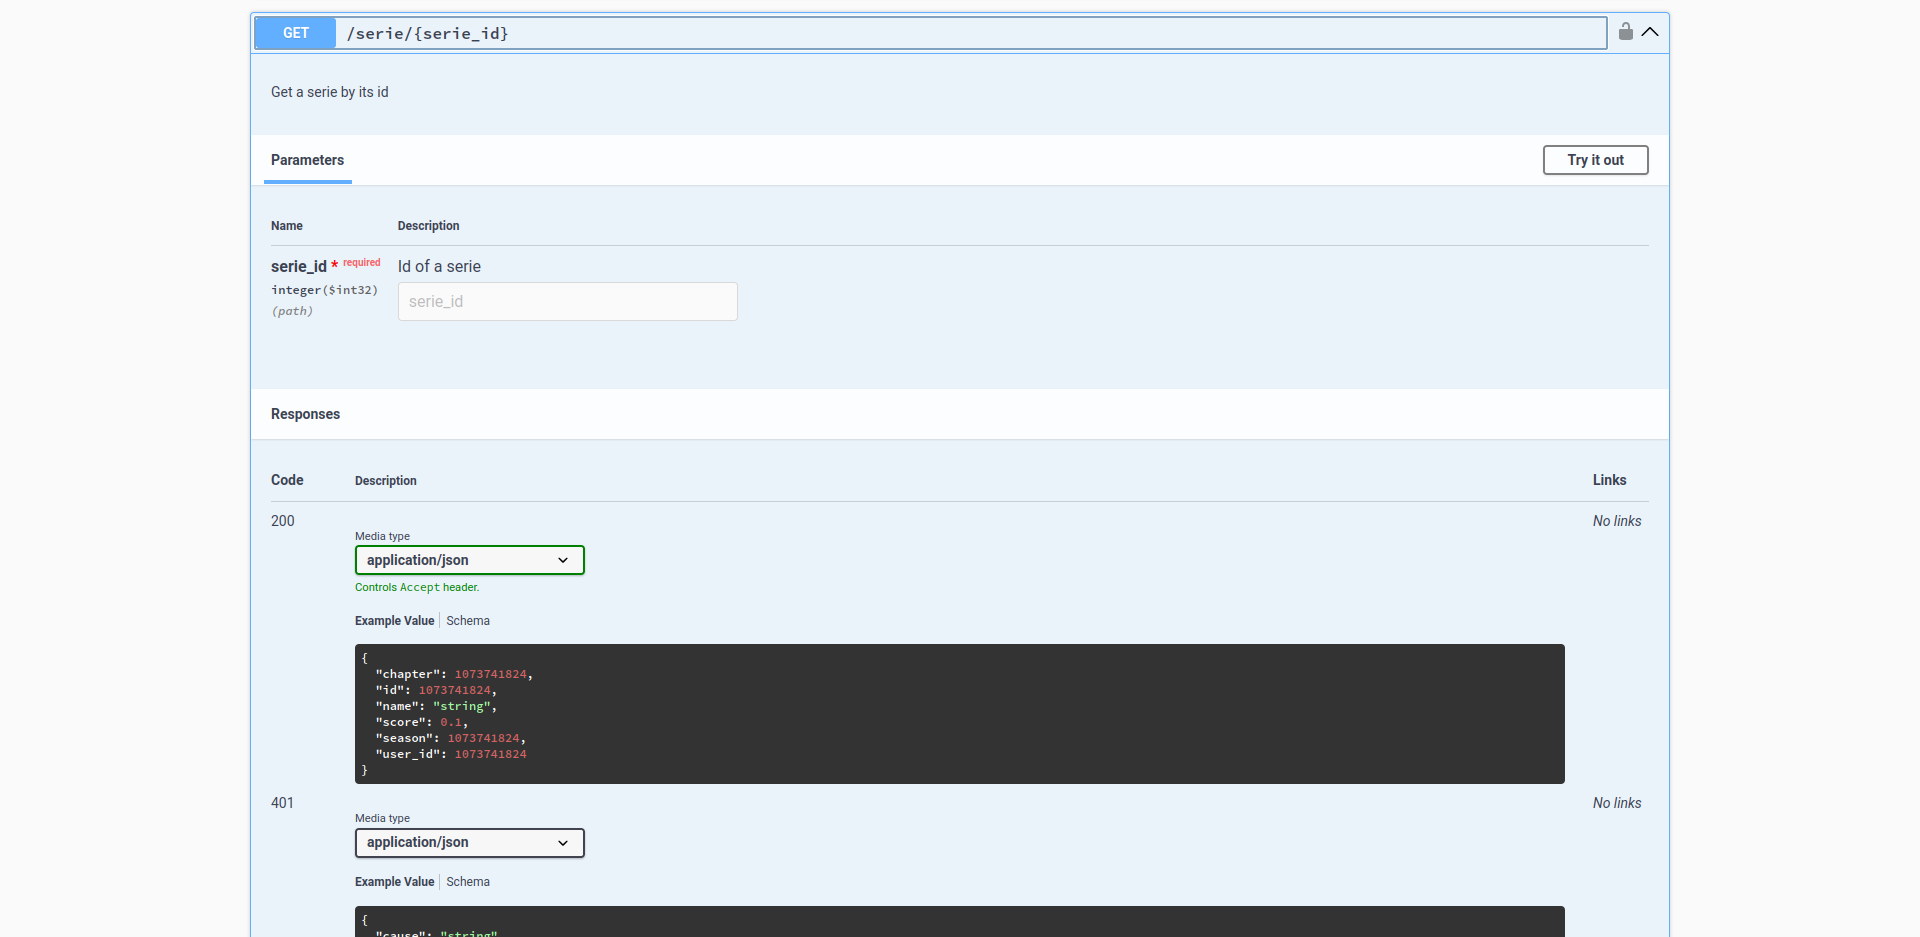 GET /serie/{serie_id}
Get a serie by its id
Parameters
Try it out
Name Description
serie_id * required Id of a serie
integer($int32) serie_id
(path)
Responses
Code Description Links
200 No links
Media type
application/json
Controls Accept header.
Example Value Schema
{
"chapter": 1073741824,
"id": 1073741824,
"name": "string",
"score": 0.1,
"season": 1073741824,
"user_id": 1073741824
}
401 No links
Media type
application/json
Example Value Schema
{
"cause": "string"